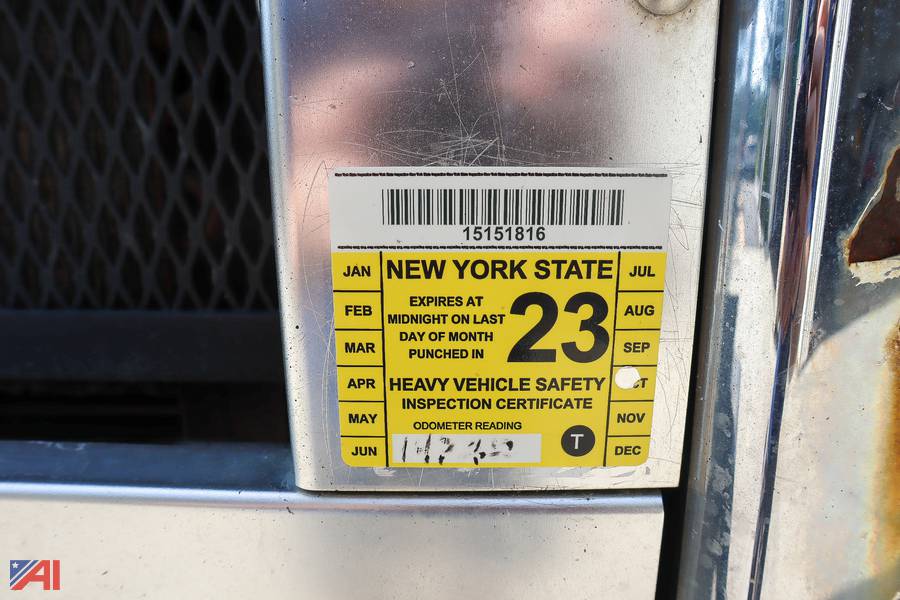 15151816
NEW YORK STATE
JAN
FEB
MAR
APR
MAY
JUN
EXPIRES AT
MIDNIGHT ON LAST
DAY OF MONTH
PUNCHED IN
23
HEAVY VEHICLE SAFETY
INSPECTION CERTIFICATE
ODOMETER READING
T
JUL
AUG
SEP
NOV
DEC
AI